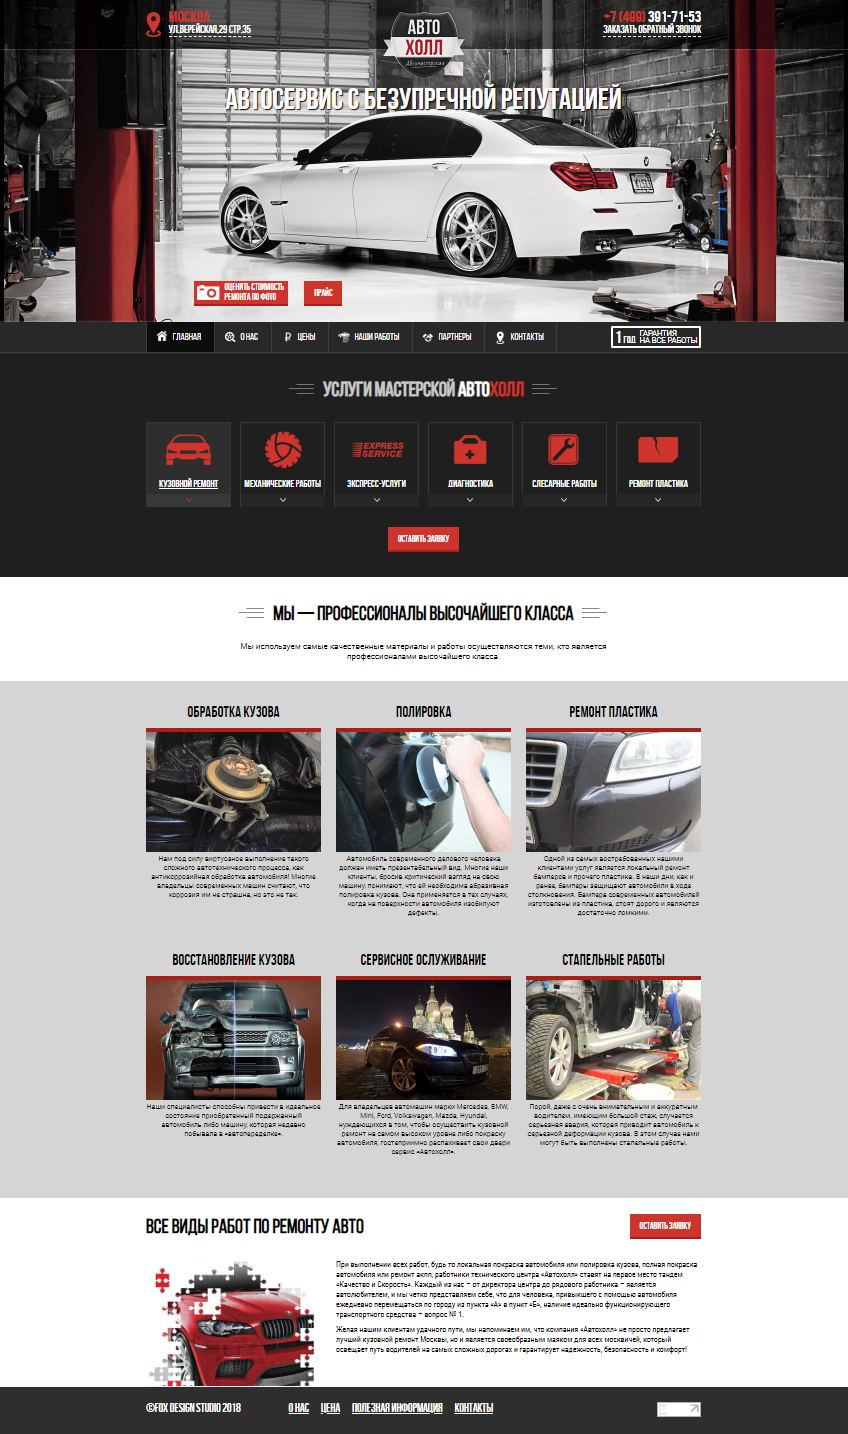 МОСКВА
УЛ.ВЕРЕЙСКАЯ,29 СТР.35
АВТО
ХОЛЛ
Автомастерская
+7 (499) 391-71-53
ЗАКАЗАТЬ ОБРАТНЫЙ ЗВОНОК
АВТОСЕРВИС С БЕЗУПРЕЧНОЙ РЕПУТАЦИЕЙ
ОЦЕНИТЬ СТОИМОСТЬ
РЕМОНТА ПО ФОТО
ПРАЙС
ГЛАВНАЯ
О НАС
ЦЕНЫ
НАШИ РАБОТЫ
ПАРТНЕРЫ
КОНТАКТЫ
1 ГОД ГАРАНТИЯ
НА ВСЕ РАБОТЫ
УСЛУГИ МАСТЕРСКОЙ АВТОХОЛЛ
EXPRESS
SERVICE
КУЗОВНОЙ РЕМОНТ
МЕХАНИЧЕСКИЕ РАБОТЫ
ЭКСПРЕСС-УСЛУГИ
ДИАГНОСТИКА
СЛЕСАРНЫЕ РАБОТЫ
РЕМОНТ ПЛАСТИКА
ОСТАВИТЬ ЗАЯВКУ
МЫ — ПРОФЕССИОНАЛЫ ВЫСОЧАЙШЕГО КЛАССА
Мы используем самые качественные материалы и работы осуществляются теми, кто является
профессионалами высочайшего класса.
ОБРАБОТКА КУЗОВА
Нам под силу виртуозное выполнение такого
сложного автотехнического процесса, как
антикоррозийная обработка автомобиля! Многие
владельцы современных машин считают, что
коррозия им не страшна, но это не так.
ПОЛИРОВКА
Автомобиль современного делового человека
должен иметь презентабельный вид. Многие наши
клиенты, бросив критический взгляд на свою
машину, понимают, что ей необходима абразивная
полировка кузова. Она применяется в тех случаях,
когда на поверхности автомобиля изобилуют
дефекты.
РЕМОНТ ПЛАСТИКА
Одной из самых востребованных нашими
клиентами услуг является локальный ремонт
бамперов и прочего пластика. В наши дни, как и
ранее, бамперы защищают автомобили в ходе
столкновения. Бампера современных автомобилей
изготовлены из пластика, стоят дорого и являются
достаточно ломкими.
ВОССТАНОВЛЕНИЕ КУЗОВА
Наши специалисты способны привести в идеальное
состояние приобретенный подержанный
автомобиль либо машину, которая недавно
побывала в «автопеределке».
СЕРВИСНОЕ ОСЛУЖИВАНИЕ
Для владельцев автомашин марки Mercedes, BMW,
Mini, Ford, Volkswagen, Mazda, Hyundai,
нуждающихся в том, чтобы осуществить кузовной
ремонт на самом высоком уровне либо покраску
автомобиля, гостеприимно распахивает свои двери
сервис «Автохолл».
СТАПЕЛЬНЫЕ РАБОТЫ
Порой, даже с очень внимательным и аккуратным
водителем, имеющим большой стаж, случается
серьезная авария, которая приводит автомобиль к
серьезной деформации кузова. В этом случае нами
могут быть выполнены стапельные работы.
ВСЕ ВИДЫ РАБОТ ПО РЕМОНТУ АВТО
ОСТАВИТЬ ЗАЯВКУ
При выполнении всех работ, будь то локальная покраска автомобиля или полировка кузова, полная покраска
автомобиля или ремонт акпп, работники технического центра «Автохолл» ставят на первое место тандем
«Качество и Скорость». Каждый из нас – от директора центра до рядового работника – является
автолюбителем, и мы четко представляем себе, что для человека, привыкшего с помощью автомобиля
ежедневно перемещаться по городу из пункта «А» в пункт «Б», наличие идеально функционирующего
транспортного средства – вопрос № 1.
Желая нашим клиентам удачного пути, мы напоминаем им, что компания «Автохолл» не просто предлагает
лучший кузовной ремонт Москвы, но и является своеобразным маяком для всех москвичей, который
освещает путь водителей на самых сложных дорогах и гарантирует надежность, безопасность и комфорт!
©FOX DESIGN STUDIO 2018
О НАС
ЦЕНА
ПОЛЕЗНАЯ ИНФОРМАЦИЯ
КОНТАКТЫ